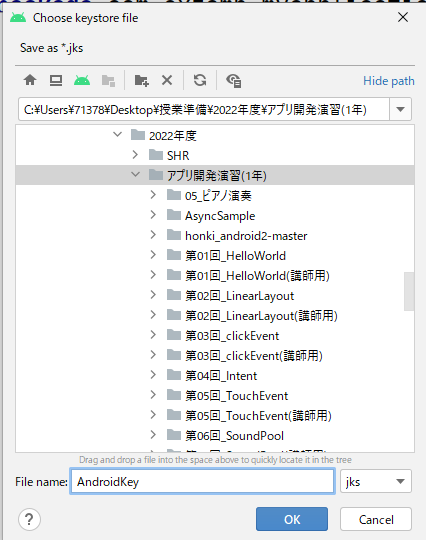 Choose keystore file
Save as *.jks
Hide path
C:¥Users¥71378¥Desktop¥授業準備¥2022年度¥アプリ開発演習(1年)
2022年度
SHR
アプリ開発演習(1年)
05_ピアノ演奏
AsyncSample
honki_android2-master
第01回_HelloWorld
第01回_HelloWorld(講師用)
第02回_LinearLayout
第02回_LinearLayout(講師用)
第03回_clickEvent
第03回_clickEvent(講師用)
第04回_Intent
第05回_TouchEvent
第05回_TouchEvent(講師用)
第06回_SoundPool
Drag and drop a file into the space above to quickly locate it in the tree
File name: AndroidKey jks
? OK Cancel